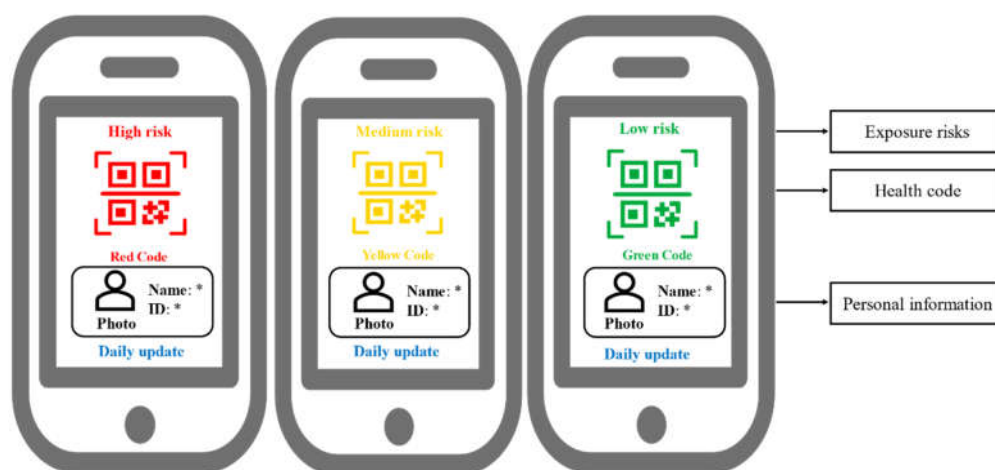 High risk
Red Code
Name: *
ID: *
Photo
Daily update
Medium risk
Yellow Code
Name: *
ID: *
Photo
Daily update
Low risk
Green Code
Name: *
ID: *
Photo
Daily update
Exposure risks
Health code
Personal information